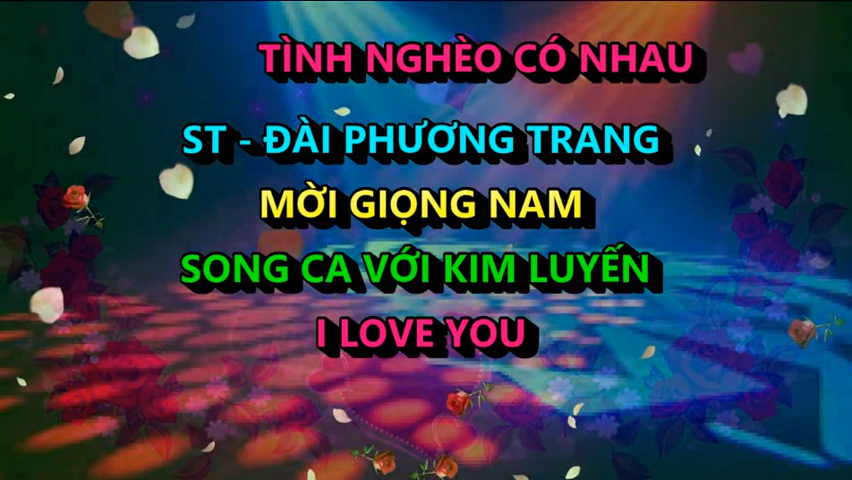 TÌNH NGHÈO CÓ NHAU
ST - ĐÀI PHƯƠNG TRANG
MỜI GIỌNG NAM
SONG CA VỚI KIM LUYẾN
I LOVE YOU